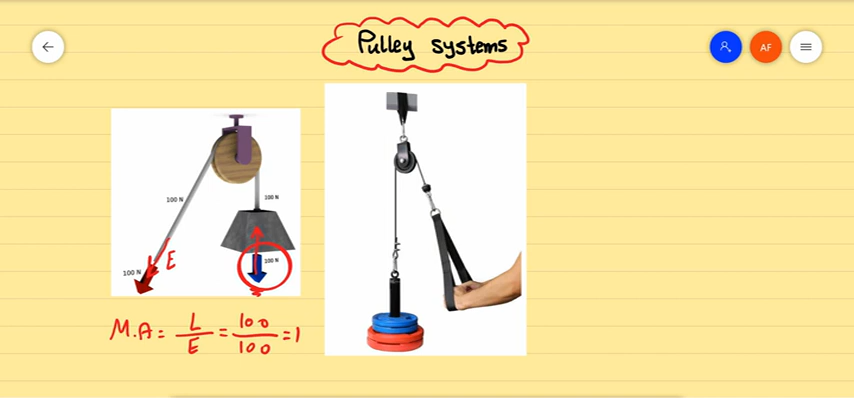 Pulley systems
AF
100 N
100 N
100 N
E
100 N
M.A = L/E = 100/100 = 1